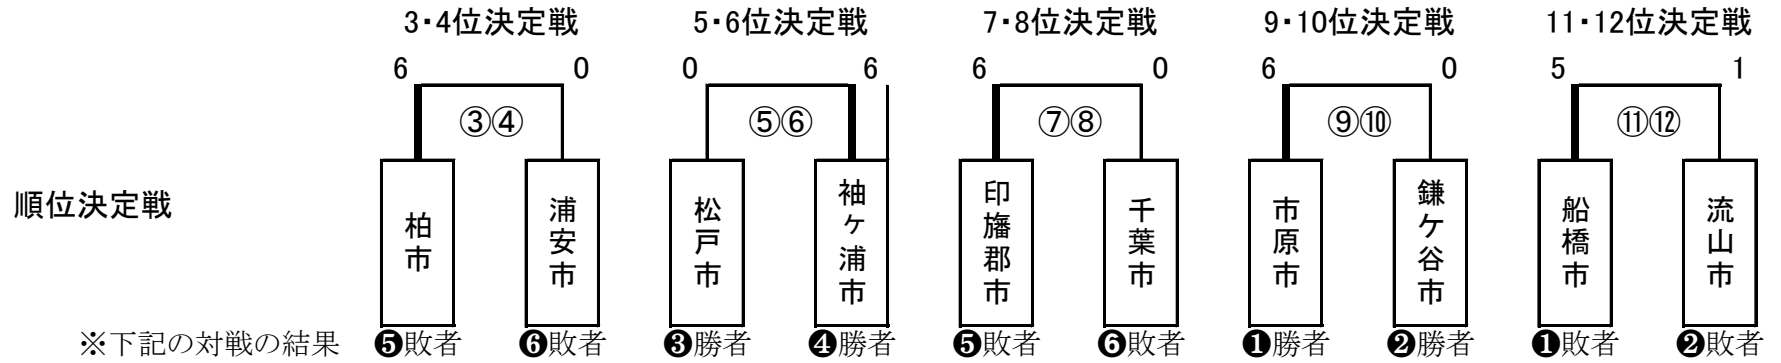 3・4位決定戦 5・6位決定戦 7・8位決定戦 9・10位決定戦 11・12位決定戦
6 0 0 6 6 0 6 0 5 1
③④ ⑤⑥ ⑦⑧ ⑨⑩ ⑪⑫
順位決定戦
柏市 浦安市 松戸市 袖ヶ浦市 印旛郡市 千葉市 市原市 鎌ケ谷市 船橋市 流山市
※下記の対戦の結果 ❺敗者 ❻敗者 ❸勝者 ❹勝者 ❺敗者 ❻敗者 ❶勝者 ❷勝者 ❶敗者 ❷敗者